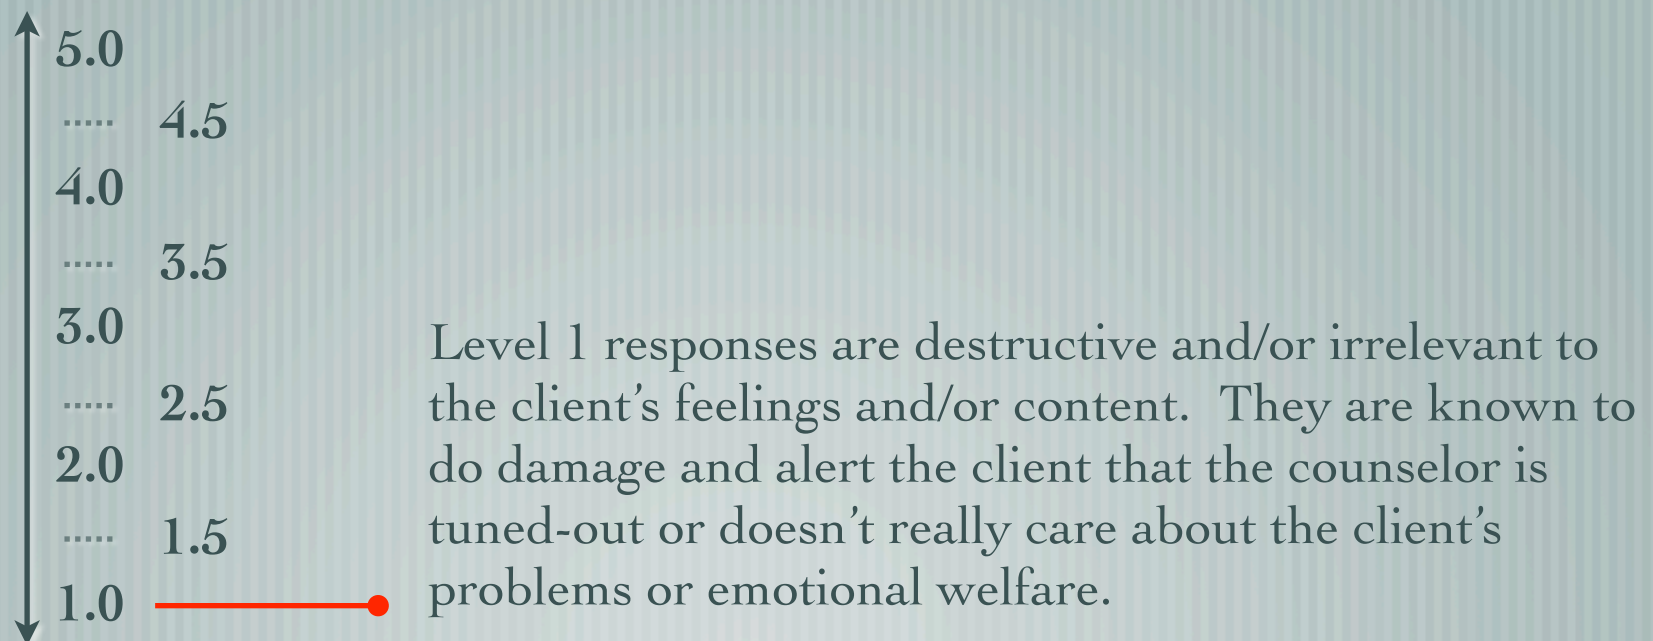 5.0
..... 4.5
4.0
..... 3.5
3.0
..... 2.5
2.0
..... 1.5
1.0
Level 1 responses are destructive and/or irrelevant to
the client’s feelings and/or content.  They are known to
do damage and alert the client that the counselor is
tuned-out or doesn’t really care about the client’s
problems or emotional welfare.